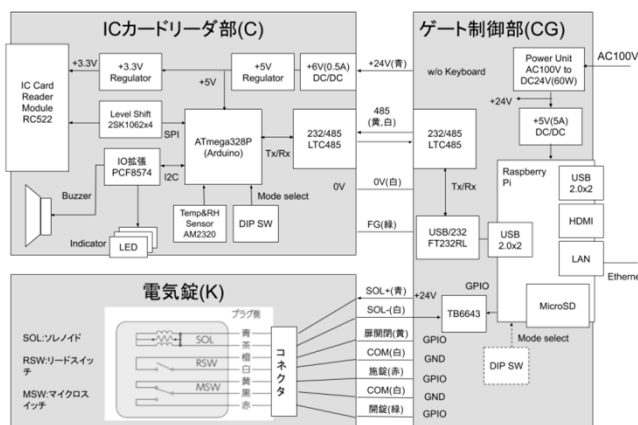 ICカードリーダ部(C)
IC Card
Reader
Module
RC522
+3.3V
+3.3V
Regulator
+5V
Regulator
+5V
+6V(0.5A)
DC/DC
+5V
Level Shift
2SK1062x4
SPI
ATmega328P
(Arduino)
Tx/Rx
232/485
LTC485
IO拡張
PCF8574
I2C
Buzzer
Indicator
LED
Temp&RH
Sensor
AM2320
Mode select
DIP SW
0V
+24V(青)
485
(黄,白)
0V(白)
FG(緑)
ゲート制御部(CG)
w/o Keyboard
Power Unit
AC100V to
DC24V(60W)
AC100V
+24V
+5V(5A)
DC/DC
232/485
LTC485
Tx/Rx
USB/232
FT232RL
Raspberry
Pi
USB
2.0x2
USB
2.0x2
HDMI
LAN
Etherne
MicroSD
GPIO
TB6643
Mode select
DIP SW
電気錠(K)
SOL:ソレノイド
RSW:リードスイッ
チ
MSW:マイクロス
イッチ
プラグ側
SOL
RSW
MSW
青
茶
橙
白
黄
黒
赤
コネクタ
SOL+(青)
+24V
SOL-(白)
扉開閉(黄)
GPIO
COM(白)
GND
施錠(赤)
GPIO
COM(白)
GND
開錠(緑)
GPIO